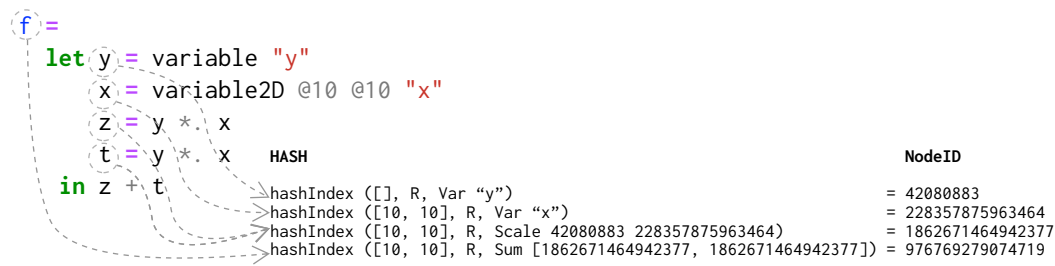 f =
let y = variable "y"
x = variable2D @10 @10 "x"
z = y *. x
t = y *. x
in z + t
HASH NodeID
hashIndex ([], R, Var “y”) = 42080883
hashIndex ([10, 10], R, Var “x”) = 228357875963464
hashIndex ([10, 10], R, Scale 42080883 228357875963464) = 1862671464942377
hashIndex ([10, 10], R, Sum [1862671464942377, 1862671464942377]) = 976769279074719